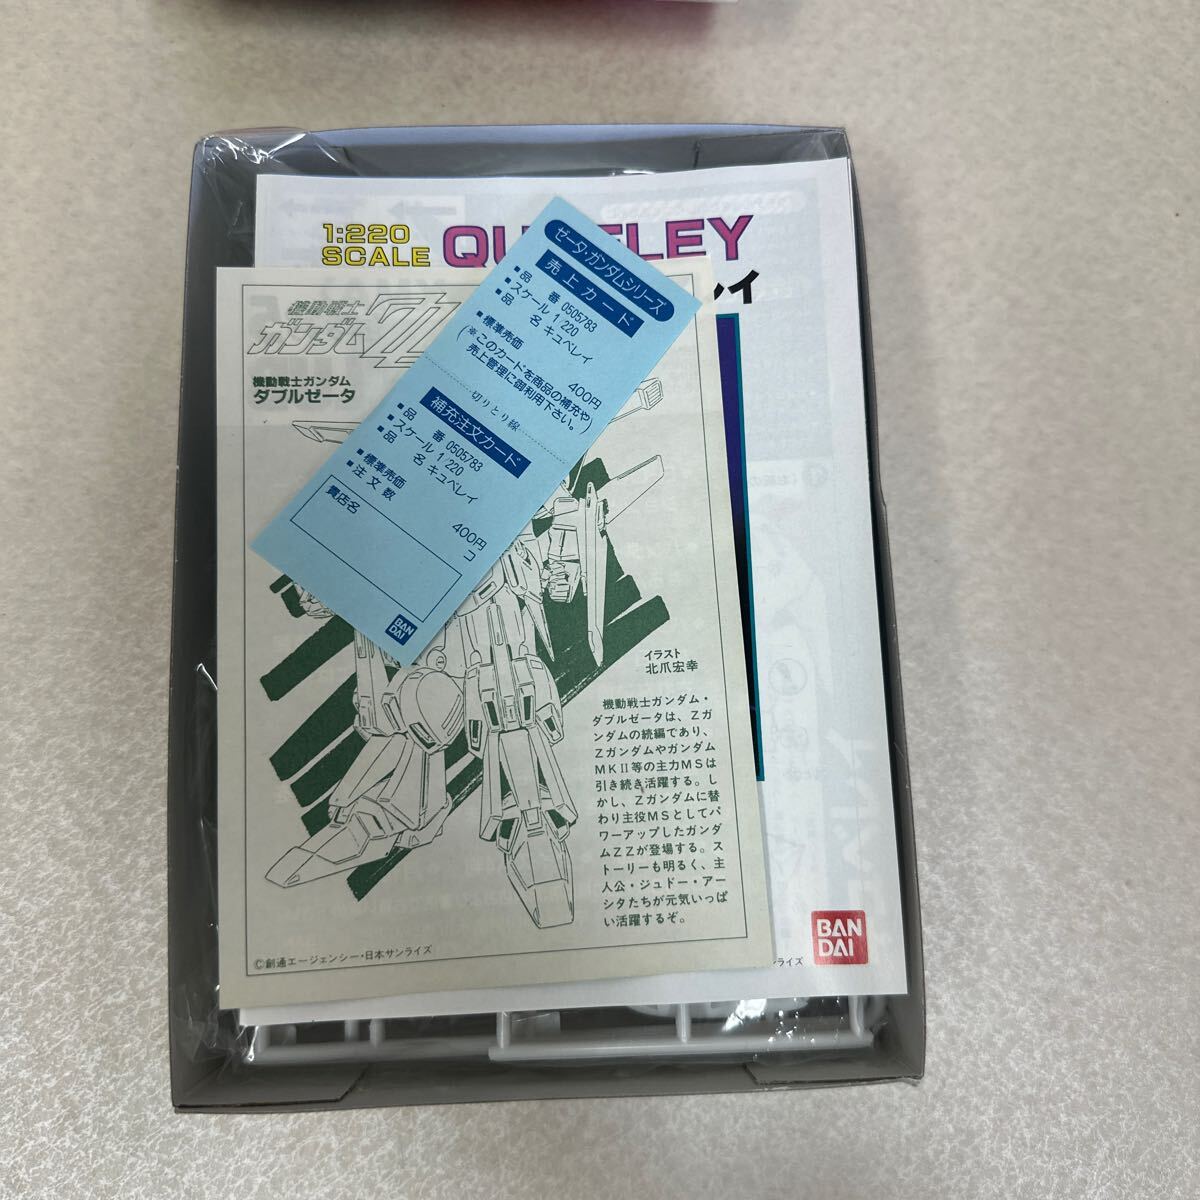 1:220
SCALE
ゼータ・ガンダムシリーズ
売上カード
■品 番 0505783
■スケール 1/220
■品 名 キュベレイ
■標準売価 400円
(※このカードを商品の補充や
売上管理に御利用下さい。)
切りとり線
補充注文カード
■品 番 0505783
■スケール 1/220
■品 名 キュベレイ
■標準売価 400円
■注文数 コ
貴店名
BAN
DAI
機動戦士
ガンダムZZ
機動戦士ガンダム
ダブルゼータ
イラスト
北爪宏幸
機動戦士ガンダム・
ダブルゼータは、Zガ
ンダムの続編であり、
Zガンダムやガンダム
MKII等の主力MSは
引き続き活躍する。し
かし、Zガンダムに替
わり主役MSとしてパ
ワーアップしたガンダ
ムZZが登場する。ス
トーリーも明るく、主
人公・ジュドー・アー
シタたちが元気いっぱ
い活躍するぞ。
©創通エージェンシー・日本サンライズ
BAN
DAI